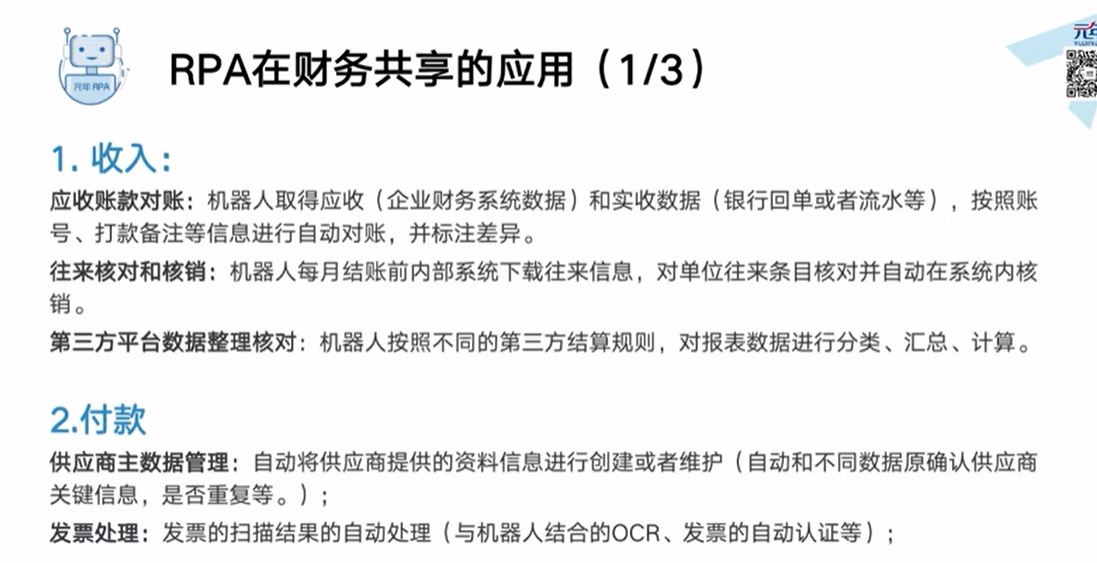 元年 RPA
RPA在财务共享的应用（1/3）
1. 收入：
应收账款对账：机器人取得应收（企业财务系统数据）和实收数据（银行回单或者流水等），按照账
号、打款备注等信息进行自动对账，并标注差异。
往来核对和核销：机器人每月结账前内部系统下载往来信息，对单位往来条目核对并自动在系统内核
销。
第三方平台数据整理核对：机器人按照不同的第三方结算规则，对报表数据进行分类、汇总、计算。
2.付款
供应商主数据管理：自动将供应商提供的资料信息进行创建或者维护（自动和不同数据原确认供应商
关键信息，是否重复等。）；
发票处理：发票的扫描结果的自动处理（与机器人结合的OCR、发票的自动认证等）；